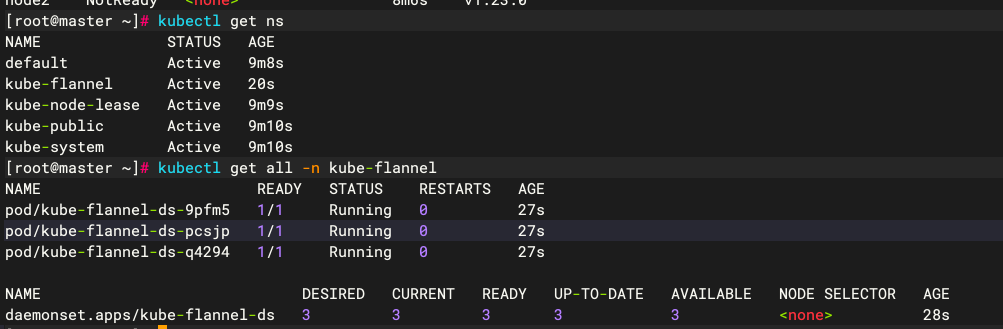 node2    NotReady   <none>                 8m6s    v1.23.0
[root@master ~]# kubectl get ns
NAME              STATUS   AGE
default           Active   9m8s
kube-flannel      Active   20s
kube-node-lease   Active   9m9s
kube-public       Active   9m10s
kube-system       Active   9m10s
[root@master ~]# kubectl get all -n kube-flannel
NAME                        READY   STATUS    RESTARTS   AGE
pod/kube-flannel-ds-9pfm5   1/1     Running   0          27s
pod/kube-flannel-ds-pcsjp   1/1     Running   0          27s
pod/kube-flannel-ds-q4294   1/1     Running   0          27s
NAME                             DESIRED   CURRENT   READY   UP-TO-DATE   AVAILABLE   NODE SELECTOR   AGE
daemonset.apps/kube-flannel-ds   3         3         3       3            3           <none>          28s